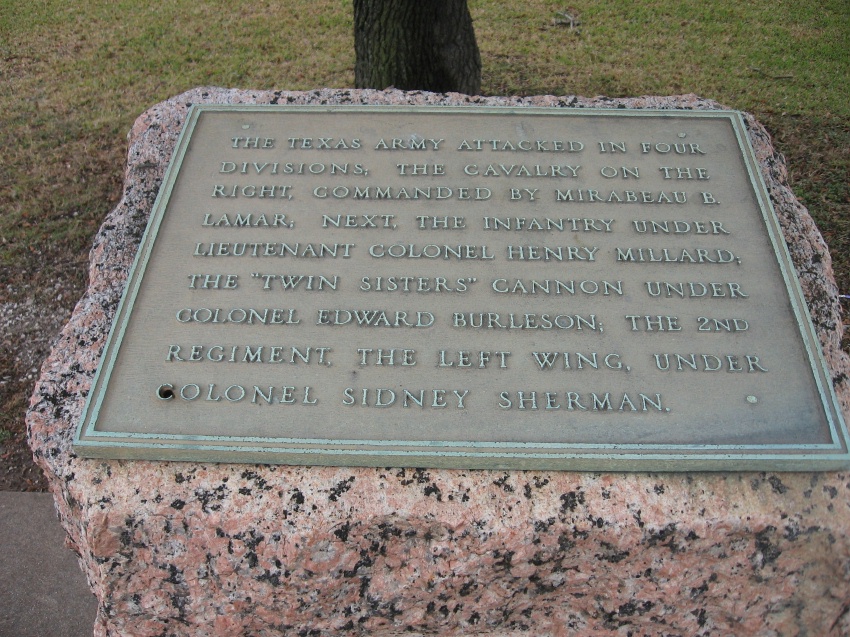 THE TEXAS ARMY ATTACKED IN FOUR
DIVISIONS; THE CAVALRY ON THE
RIGHT, COMMANDED BY MIRABEAU B.
LAMAR; NEXT, THE INFANTRY UNDER
LIEUTENANT COLONEL HENRY MILLARD;
THE "TWIN SISTERS" CANNON UNDER
COLONEL EDWARD BURLESON; THE 2ND
REGIMENT, THE LEFT WING, UNDER
COLONEL SIDNEY SHERMAN.